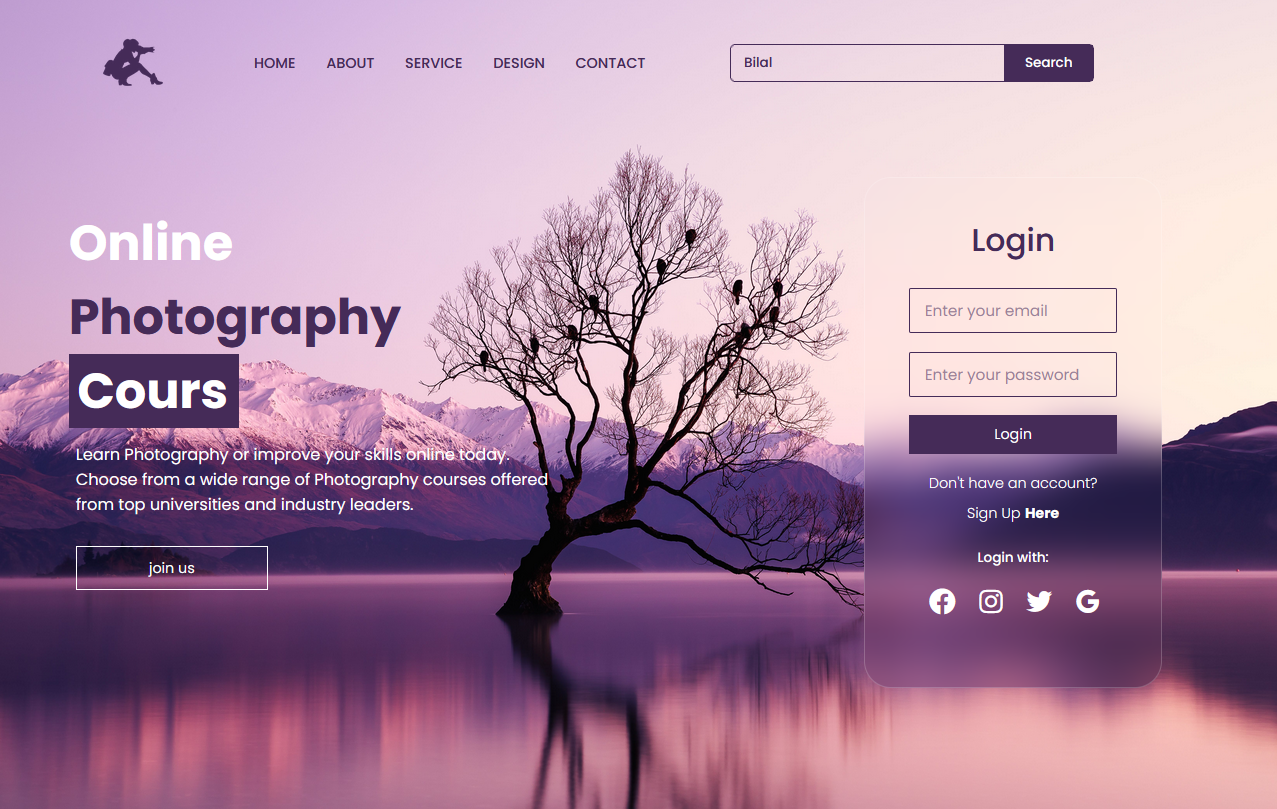 HOME ABOUT SERVICE DESIGN CONTACT Bilal Search
Online
Photography
Cours
Learn Photography or improve your skills online today.
Choose from a wide range of Photography courses offered
from top universities and industry leaders.
join us
Login
Enter your email
Enter your password
Login
Don't have an account?
Sign Up Here
Login with: